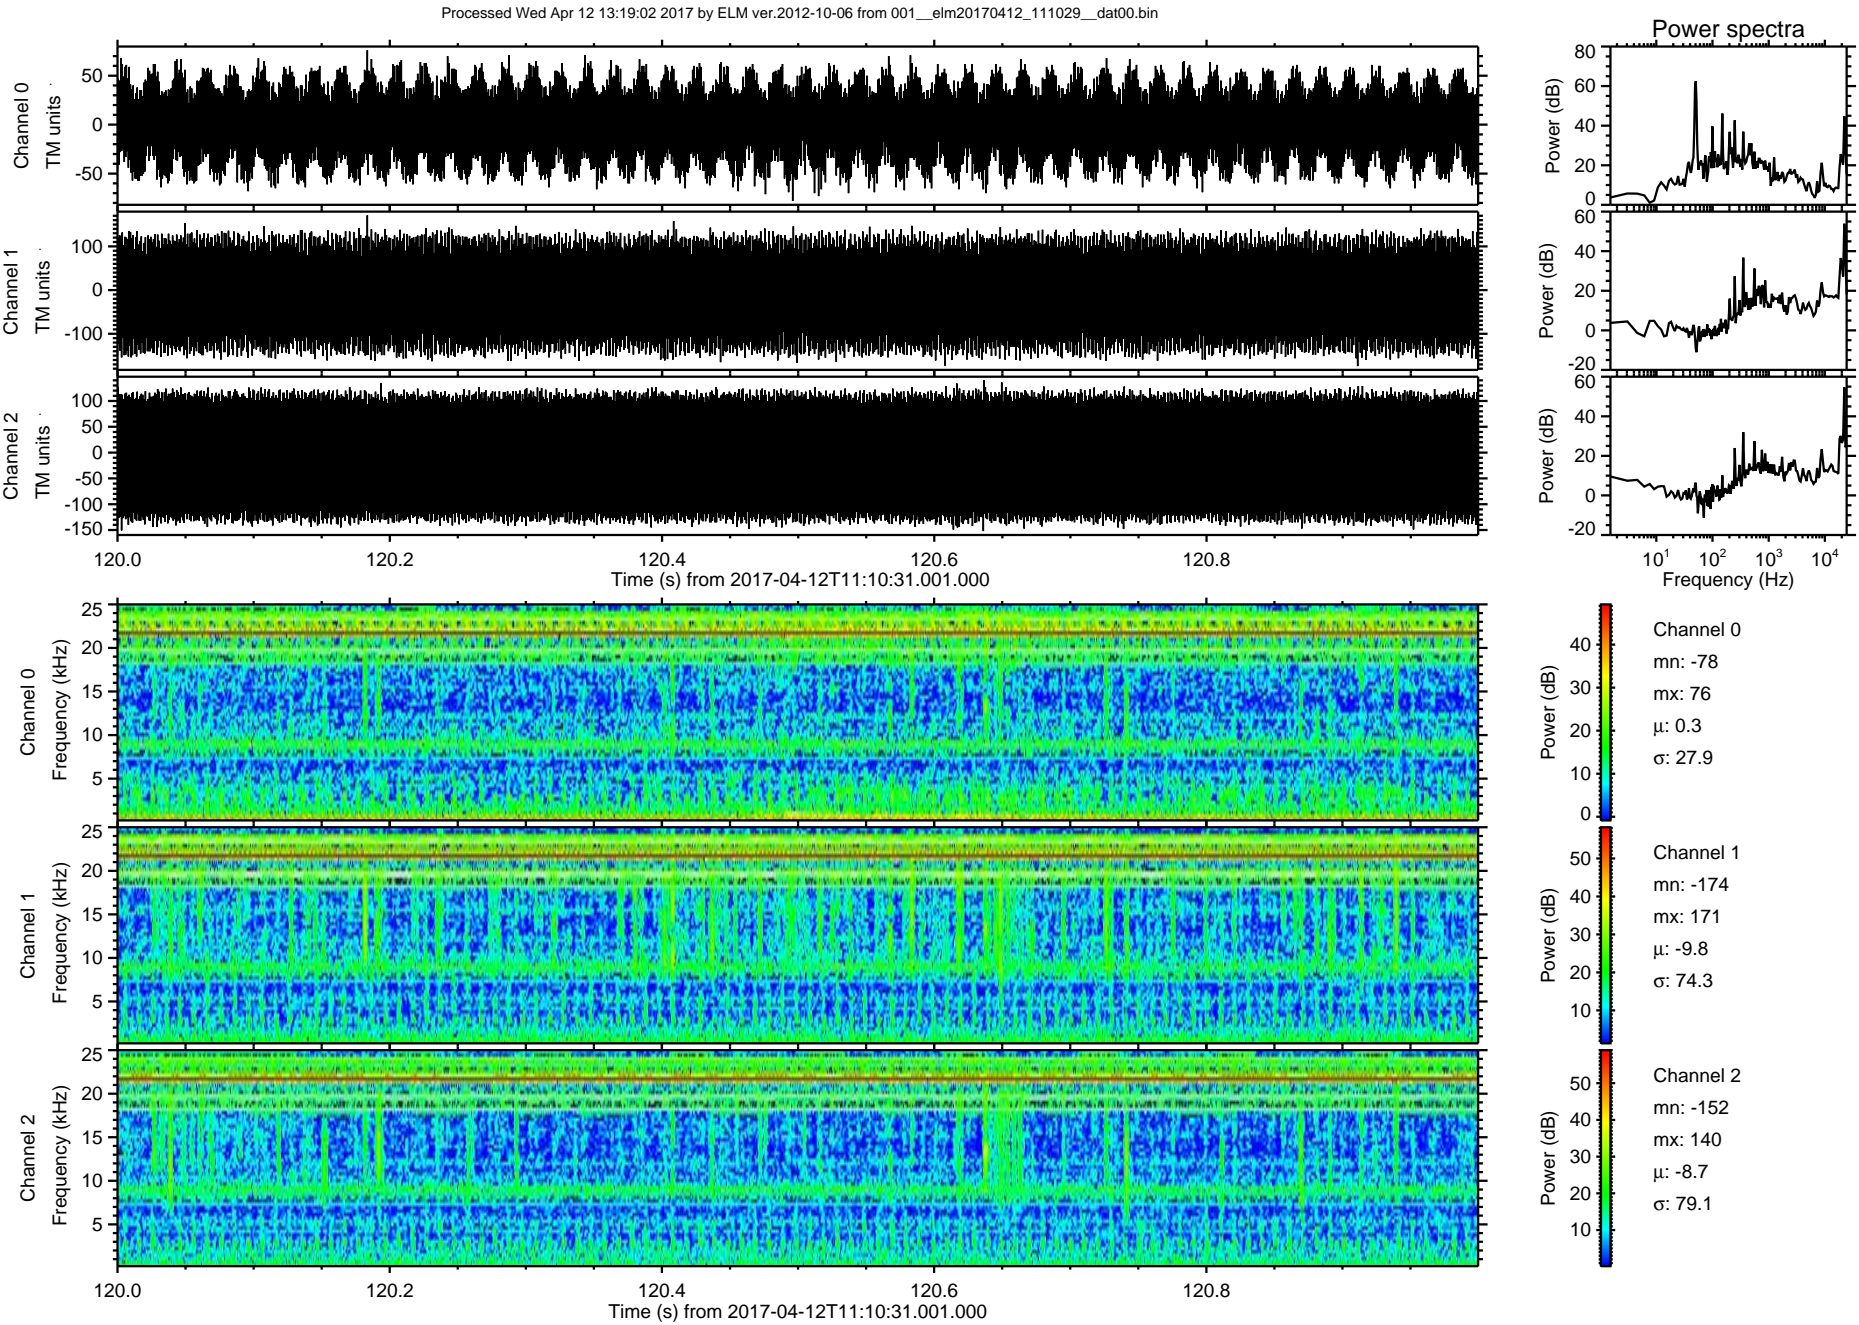 Processed Wed Apr 12 13:19:02 2017 by ELM ver.2012-10-06 from 001__elm20170412_111029__dat00.bin
Power spectra
Channel 0
TM units
50
0
-50
Power (dB)
80
60
40
20
0
Channel 1
TM units
100
0
-100
Power (dB)
60
40
20
0
-20
Channel 2
TM units
100
50
0
-50
-100
-150
Power (dB)
60
40
20
0
-20
120.0 120.2 120.4 120.6 120.8
Time (s) from 2017-04-12T11:10:31.001.000
10¹ 10² 10³ 10⁴
Frequency (Hz)
Channel 0
Frequency (kHz)
25
20
15
10
5
Power (dB)
40
30
20
10
0
Channel 0
mn: -78
mx: 76
μ: 0.3
σ: 27.9
Channel 1
Frequency (kHz)
25
20
15
10
5
Power (dB)
50
40
30
20
10
Channel 1
mn: -174
mx: 171
μ: -9.8
σ: 74.3
Channel 2
Frequency (kHz)
25
20
15
10
5
Power (dB)
50
40
30
20
10
Channel 2
mn: -152
mx: 140
μ: -8.7
σ: 79.1
120.0 120.2 120.4 120.6 120.8
Time (s) from 2017-04-12T11:10:31.001.000